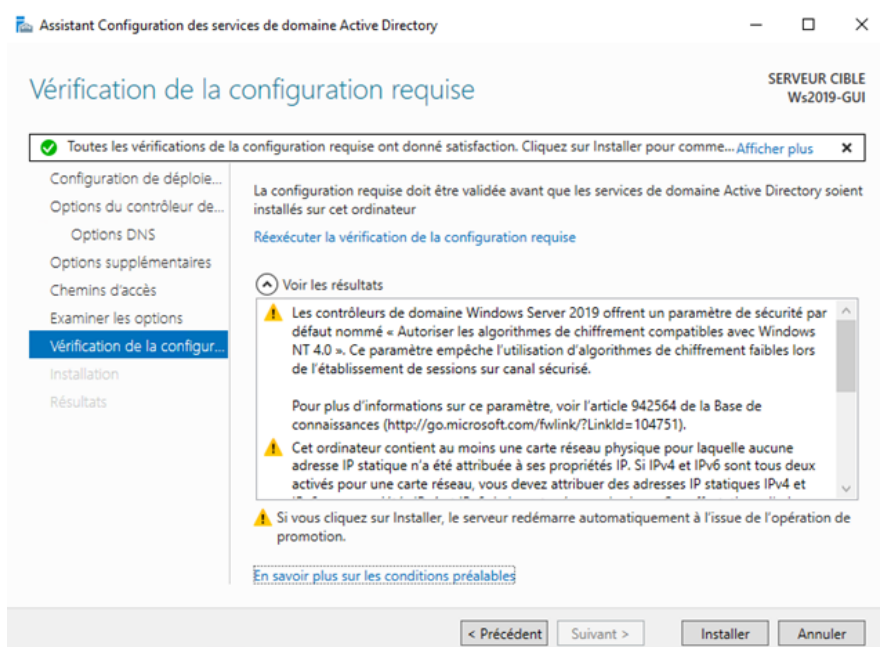 Assistant Configuration des services de domaine Active Directory
Vérification de la configuration requise
SERVEUR CIBLE
Ws2019-GUI
Toutes les vérifications de la configuration requise ont donné satisfaction. Cliquez sur Installer pour comme... Afficher plus
Configuration de déploie...
Options du contrôleur de...
Options DNS
Options supplémentaires
Chemins d'accès
Examiner les options
Vérification de la configur...
Installation
Résultats
La configuration requise doit être validée avant que les services de domaine Active Directory soient
installés sur cet ordinateur
Réexécuter la vérification de la configuration requise
Voir les résultats
Les contrôleurs de domaine Windows Server 2019 offrent un paramètre de sécurité par
défaut nommé « Autoriser les algorithmes de chiffrement compatibles avec Windows
NT 4.0 ». Ce paramètre empêche l'utilisation d'algorithmes de chiffrement faibles lors
de l'établissement de sessions sur canal sécurisé.
Pour plus d'informations sur ce paramètre, voir l'article 942564 de la Base de
connaissances (http://go.microsoft.com/fwlink/?LinkId=104751).
Cet ordinateur contient au moins une carte réseau physique pour laquelle aucune
adresse IP statique n'a été attribuée à ses propriétés IP. Si IPv4 et IPv6 sont tous deux
activés pour une carte réseau, vous devez attribuer des adresses IP statiques IPv4 et
Si vous cliquez sur Installer, le serveur redémarre automatiquement à l'issue de l'opération de
promotion.
En savoir plus sur les conditions préalables
< Précédent
Suivant >
Installer
Annuler